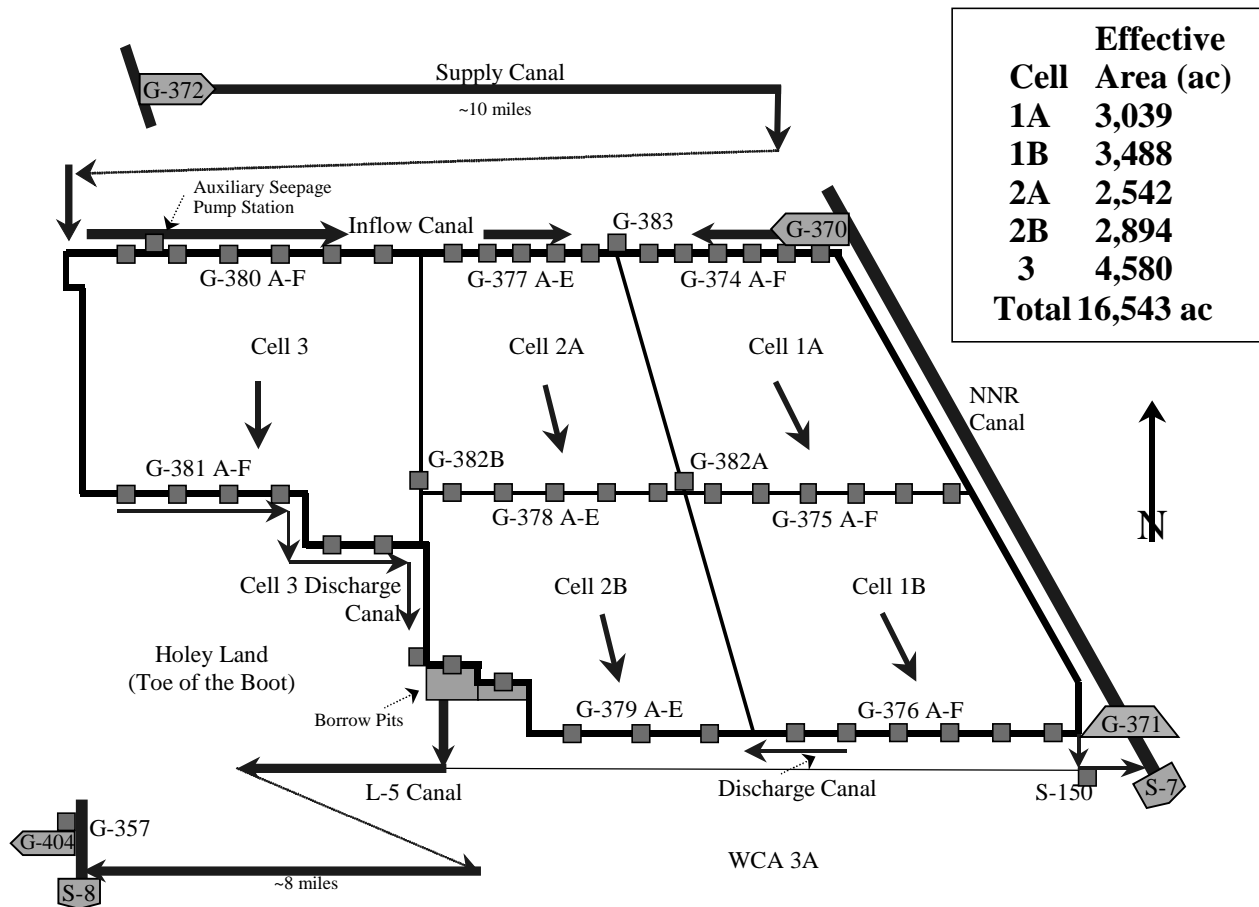 Effective
Cell Area (ac)
1A 3,039
1B 3,488
2A 2,542
2B 2,894
3 4,580
Total 16,543 ac
Supply Canal
G-372
~10 miles
Auxiliary Seepage
Pump Station
Inflow Canal
G-383
G-370
G-380 A-F
G-377 A-E
G-374 A-F
Cell 3
Cell 2A
Cell 1A
NNR
Canal
G-381 A-F
G-382B
G-382A
G-378 A-E
G-375 A-F
N
Cell 3 Discharge
Canal
Cell 2B
Cell 1B
Holey Land
(Toe of the Boot)
Borrow Pits
G-379 A-E
G-376 A-F
G-371
L-5 Canal
Discharge Canal
S-150
S-7
G-357
G-404
WCA 3A
S-8
~8 miles